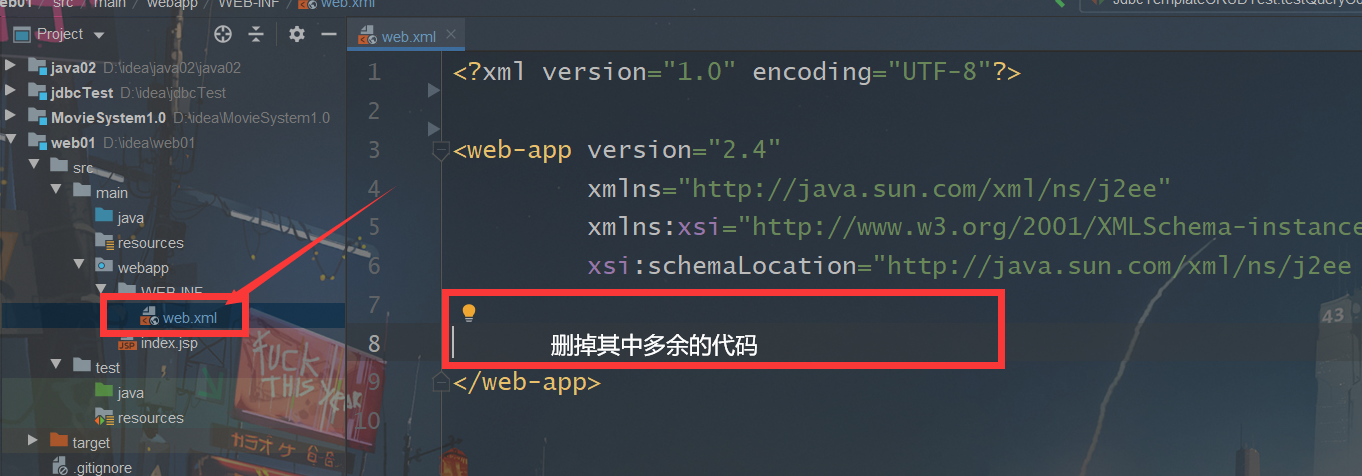 src / main / webapp / WEB-INF / web.xml
Project
web.xml
java02 D:\idea\java02\java02
jdbcTest D:\idea\jdbcTest
MovieSystem1.0 D:\idea\MovieSystem1.0
web01 D:\idea\web01
src
main
java
resources
webapp
WEB-INF
web.xml
index.jsp
test
java
resources
target
.gitignore
1 <?xml version="1.0" encoding="UTF-8"?>
2
3 <web-app version="2.4"
4 xmlns="http://java.sun.com/xml/ns/j2ee"
5 xmlns:xsi="http://www.w3.org/2001/XMLSchema-instance
6 xsi:schemaLocation="http://java.sun.com/xml/ns/j2ee
7
8 删掉其中多余的代码
9 </web-app>
10
FUCK
THIS
カラオケ
43